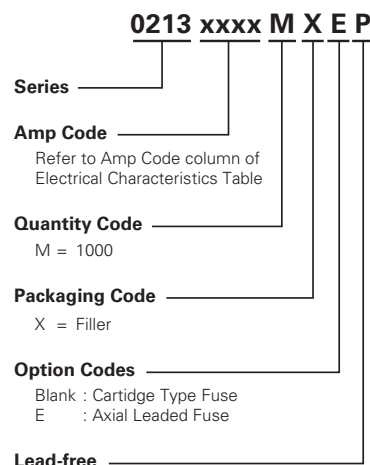 0213 xxxx M X E P
Series
Amp Code
Refer to Amp Code column of
Electrical Characteristics Table
Quantity Code
M = 1000
Packaging Code
X = Filler
Option Codes
Blank : Cartidge Type Fuse
E : Axial Leaded Fuse
Lead-free